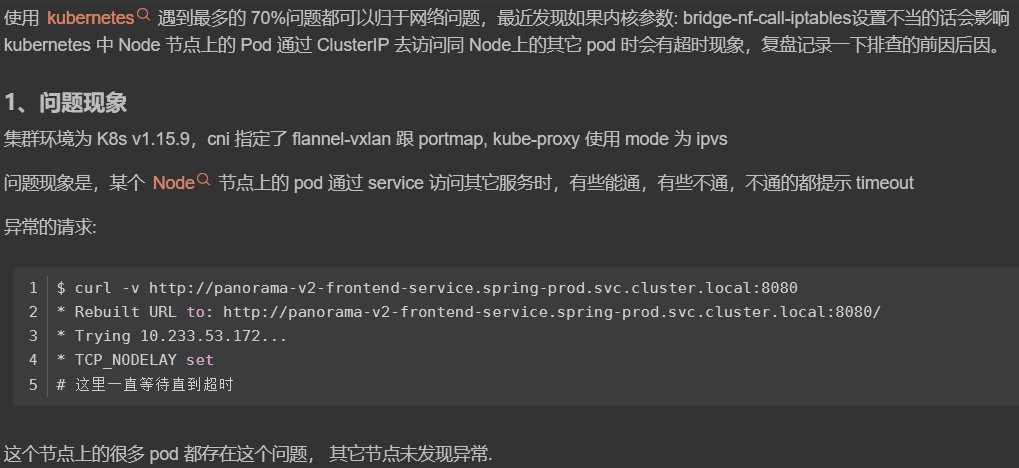 使用 kubernetes 遇到最多的 70%问题都可以归于网络问题，最近发现如果内核参数: bridge-nf-call-iptables设置不当的话会影响
kubernetes 中 Node 节点上的 Pod 通过 ClusterIP 去访问同 Node上的其它 pod 时会有超时现象，复盘记录一下排查的前因后因。
1、问题现象
集群环境为 K8s v1.15.9，cni 指定了 flannel-vxlan 跟 portmap, kube-proxy 使用 mode 为 ipvs
问题现象是，某个 Node 节点上的 pod 通过 service 访问其它服务时，有些能通，有些不通，不通的都提示 timeout
异常的请求:
1 $ curl -v http://panorama-v2-frontend-service.spring-prod.svc.cluster.local:8080
2 * Rebuilt URL to: http://panorama-v2-frontend-service.spring-prod.svc.cluster.local:8080/
3 * Trying 10.233.53.172...
4 * TCP_NODELAY set
5 # 这里一直等待直到超时
这个节点上的很多 pod 都存在这个问题， 其它节点未发现异常.